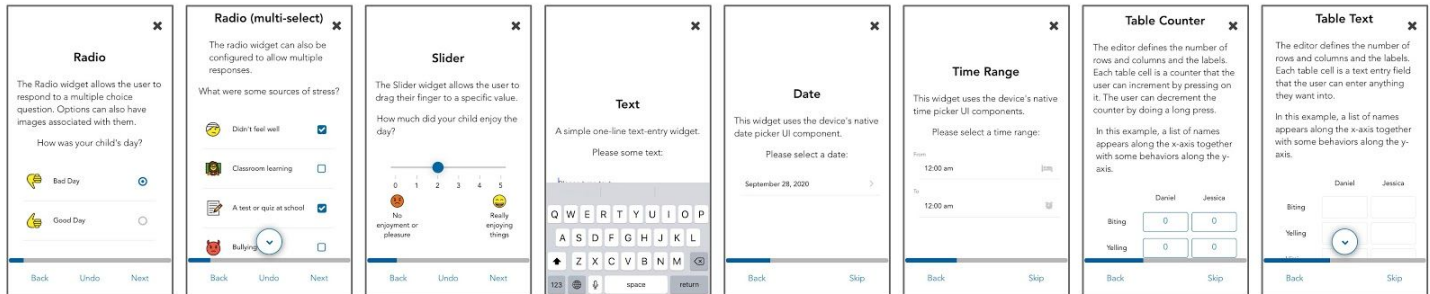 Radio
The Radio widget allows the user to
respond to a multiple choice
question. Options can also have
images associated with them.
How was your child's day?
Bad Day
Good Day
Back Undo Next
Radio (multi-select)
The radio widget can also be
configured to allow multiple
responses.
What were some sources of stress?
Didn't feel well
Classroom learning
A test or quiz at school
Bullying
Back Undo Next
Slider
The Slider widget allows the user to
drag their finger to a specific value.
How much did your child enjoy the
day?
0 1 2 3 4 5
No
enjoyment or
pleasure
Really
enjoying
things
Back Undo Next
Text
A simple one-line text-entry widget.
Please some text:
Q W E R T Y U I O P
A S D F G H J K L
Z X C V B N M
123 space return
Date
This widget uses the device's native
date picker UI component.
Please select a date:
September 28, 2020
Back Skip
Time Range
This widget uses the device's native
time picker UI components.
Please select a time range:
From
12:00 am
To
12:00 am
Back Skip
Table Counter
The editor defines the number of
rows and columns and the labels.
Each table cell is a counter that the
user can increment by pressing on
it. The user can decrement the
counter by doing a long press.
In this example, a list of names
appears along the x-axis together
with some behaviors along the y-
axis.
Daniel Jessica
Biting 0 0
Yelling 0 0
Back Skip
Table Text
The editor defines the number of
rows and columns and the labels.
Each table cell is a text entry field
that the user can enter anything
they want into.
In this example, a list of names
appears along the x-axis together
with some behaviors along the y-
axis.
Daniel Jessica
Biting
Yelling
Back Skip